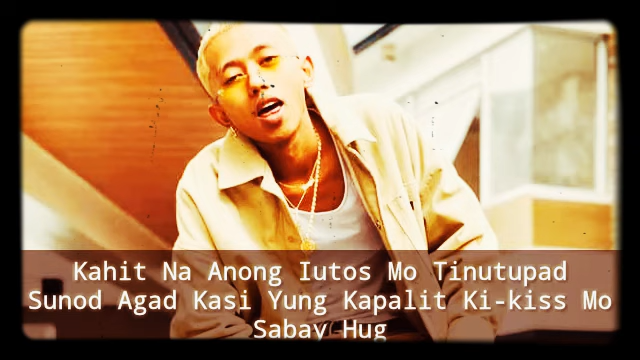 Kahit Na Anong Iutos Mo Tinutupad
Sunod Agad Kasi Yung Kapalit Ki-kiss Mo
Sabay Hug